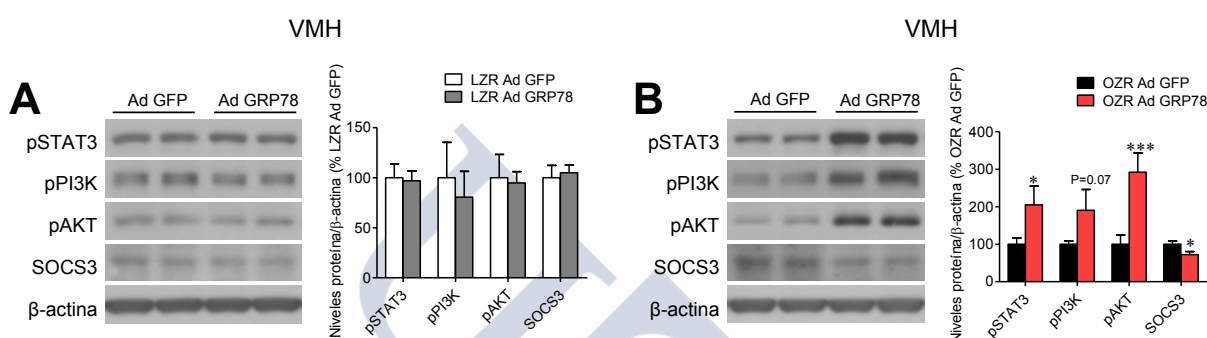 VMH
A
Ad GFP
Ad GRP78
pSTAT3
pPI3K
pAKT
SOCS3
β-actina
Niveles proteína/β-actina (% LZR Ad GFP)
LZR Ad GFP
LZR Ad GRP78
150
100
50
0
pSTAT3
pPI3K
pAKT
SOCS3
VMH
B
Ad GFP
Ad GRP78
pSTAT3
pPI3K
pAKT
SOCS3
β-actina
Niveles proteína/β-actina (% OZR Ad GFP)
OZR Ad GFP
OZR Ad GRP78
400
300
200
100
0
*
P=0.07
***
*
pSTAT3
pPI3K
pAKT
SOCS3